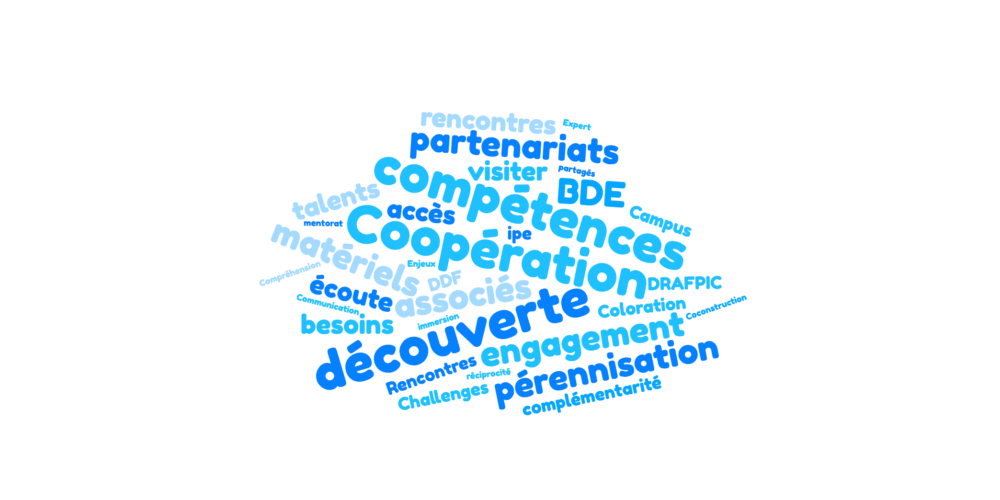 rencontres
Expert
partenariats
visiter
partagés
compétences
BDE
talents
accès
Campus
mentorat
Coopération
ipe
matériels
Enjeux
Compréhension
DDF
DRAFPIC
écoute
associés
Communication
Coloration
Coconstruction
besoins
immersion
découverte
engagement
Rencontres
réciprocité
pérennisation
Challenges
complémentarité